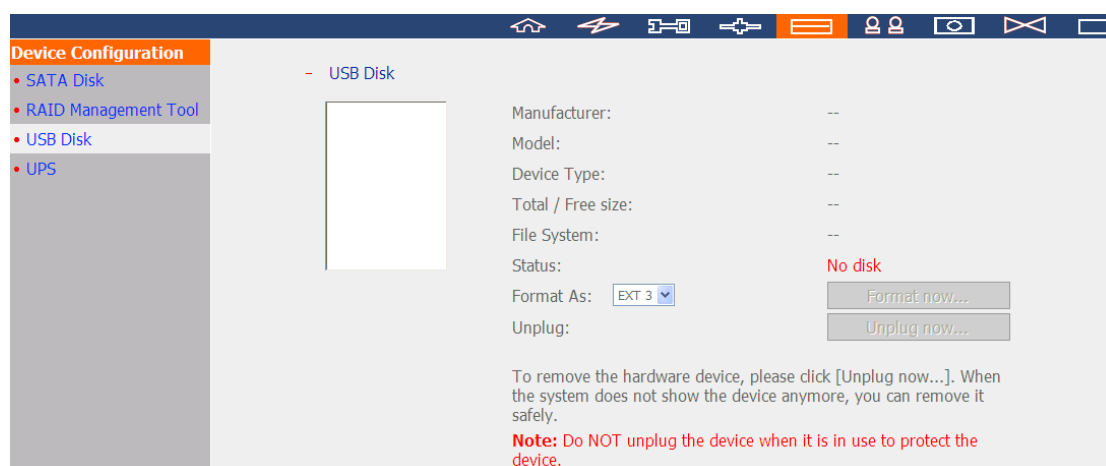 Device Configuration
• SATA Disk
• RAID Management Tool
• USB Disk
• UPS
– USB Disk
Manufacturer: --
Model: --
Device Type: --
Total / Free size: --
File System: --
Status: No disk
Format As: EXT 3 Format now...
Unplug: Unplug now...
To remove the hardware device, please click [Unplug now...]. When
the system does not show the device anymore, you can remove it
safely.
Note: Do NOT unplug the device when it is in use to protect the
device.